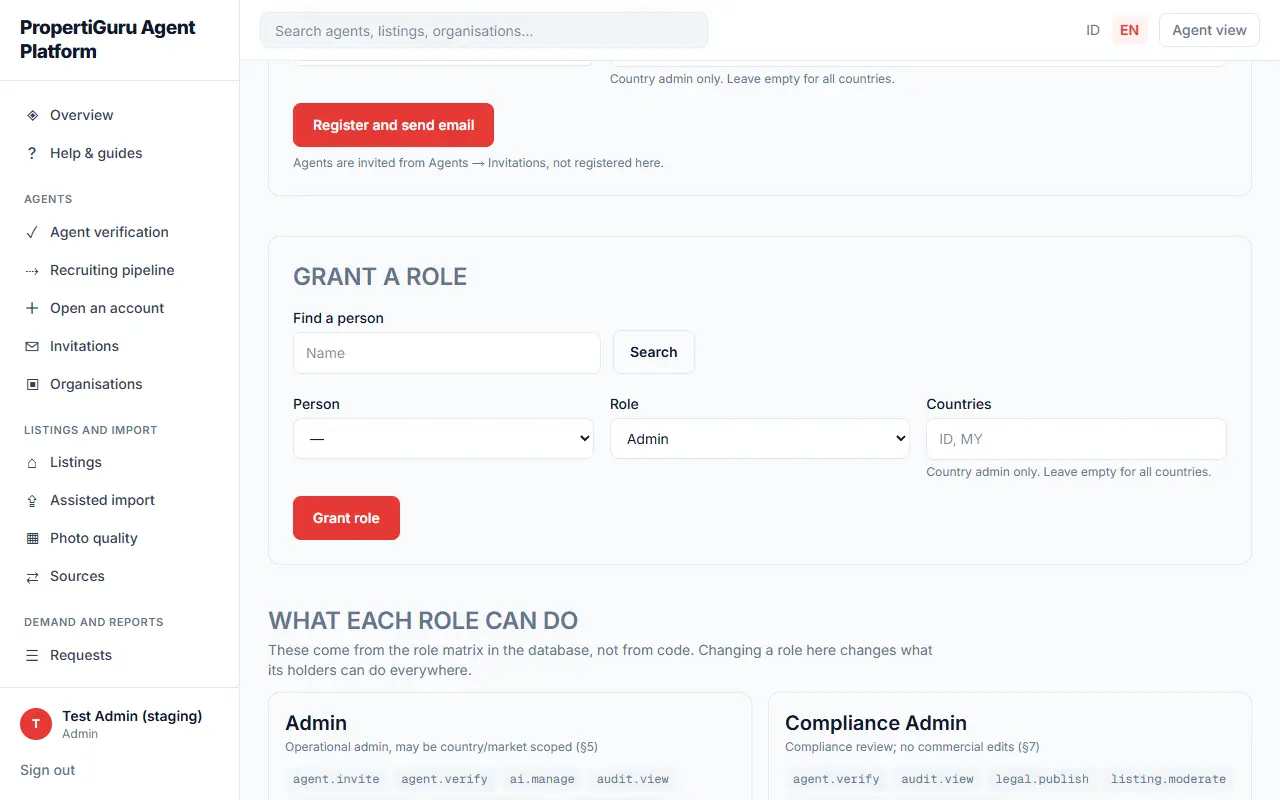 PropertiGuru Agent
Platform
Search agents, listings, organisations...
ID
EN
Agent view
Overview
? Help & guides
AGENTS
Agent verification
Recruiting pipeline
Open an account
Invitations
Organisations
LISTINGS AND IMPORT
Listings
Assisted import
Photo quality
Sources
DEMAND AND REPORTS
Requests
T
Test Admin (staging)
Admin
Sign out
Country admin only. Leave empty for all countries.
Register and send email
Agents are invited from Agents → Invitations, not registered here.
GRANT A ROLE
Find a person
Name
Search
Person
Role
Countries
—
Admin
ID, MY
Country admin only. Leave empty for all countries.
Grant role
WHAT EACH ROLE CAN DO
These come from the role matrix in the database, not from code. Changing a role here changes what
its holders can do everywhere.
Admin
Operational admin, may be country/market scoped (§5)
agent.invite agent.verify ai.manage audit.view
Compliance Admin
Compliance review; no commercial edits (§7)
agent.verify audit.view legal.publish listing.moderate